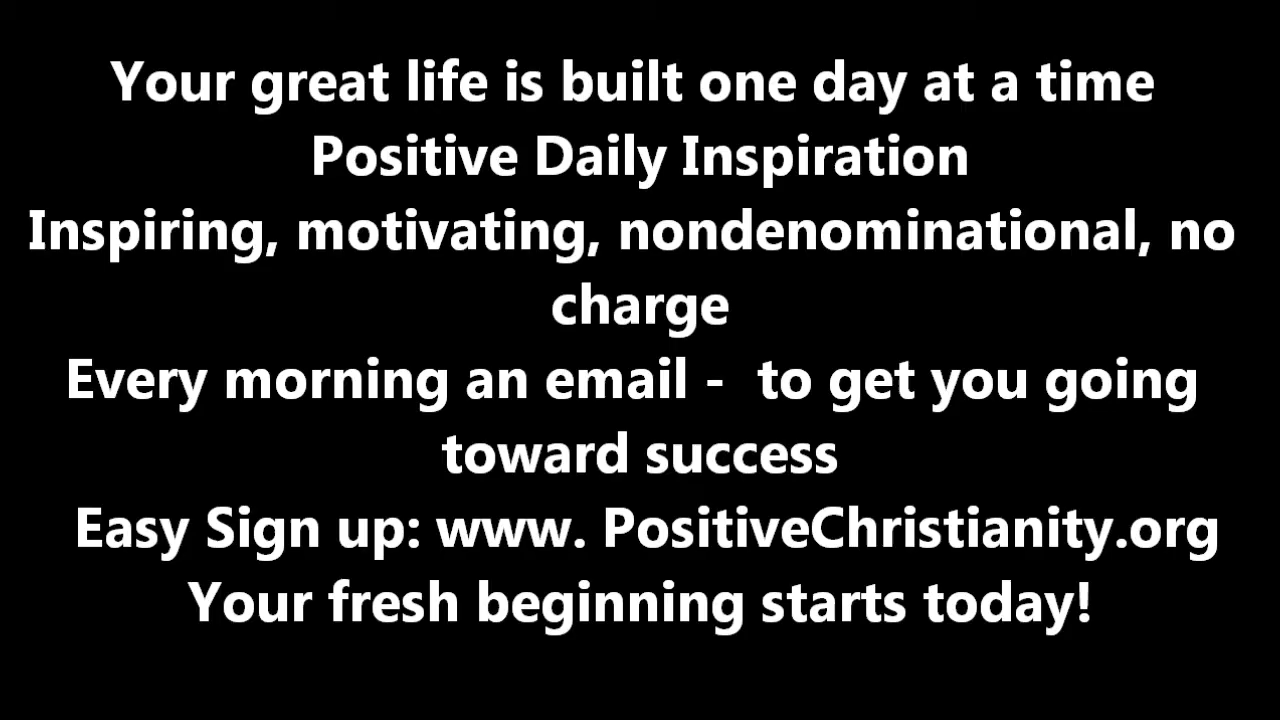 Your great life is built one day at a time
Positive Daily Inspiration
Inspiring, motivating, nondenominational, no
charge
Every morning an email -  to get you going
toward success
Easy Sign up: www. PositiveChristianity.org
Your fresh beginning starts today!